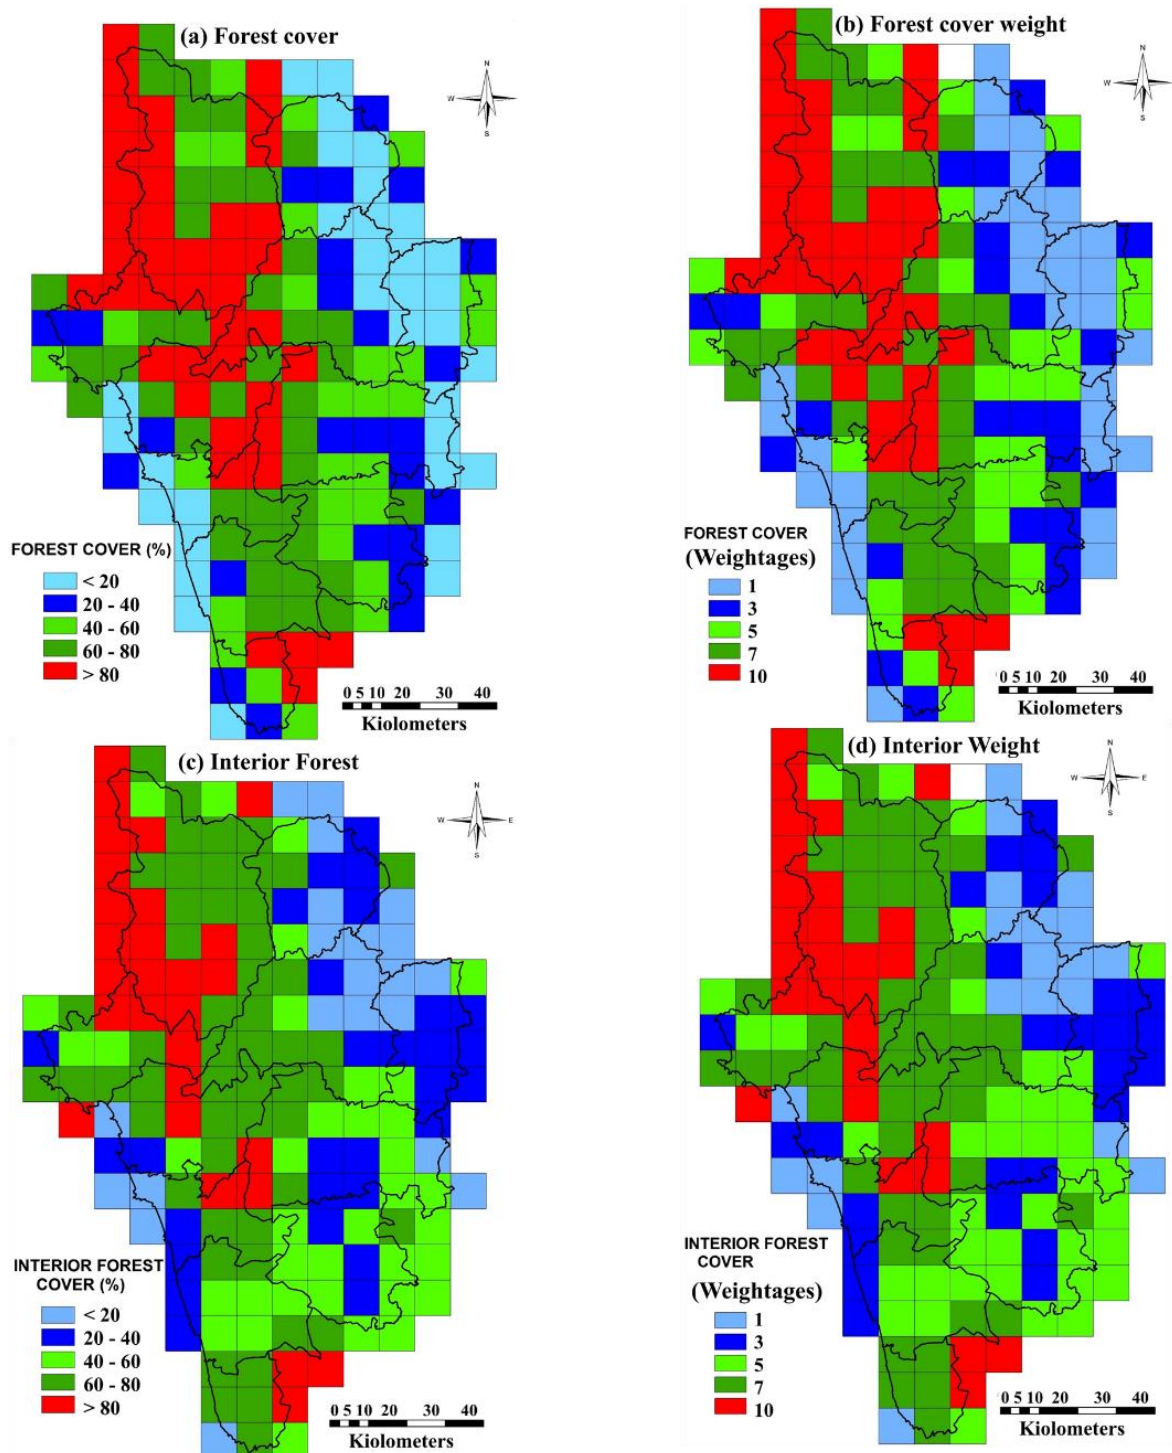 (a) Forest cover
N
W
S
FOREST COVER (%)
< 20
20 - 40
40 - 60
60 - 80
> 80
0 5 10 20 30 40
Kiolometers
(b) Forest cover weight
N
W
E
S
FOREST COVER
(Weightages)
1
3
5
7
10
0 5 10 20 30 40
Kiolometers
(c) Interior Forest
N
W E
S
INTERIOR FOREST
COVER (%)
< 20
20 - 40
40 - 60
60 - 80
> 80
0 5 10 20 30 40
Kiolometers
(d) Interior Weight
N
W E
S
INTERIOR FOREST
COVER
(Weightages)
1
3
5
7
10
0 5 10 20 30 40
Kiolometers